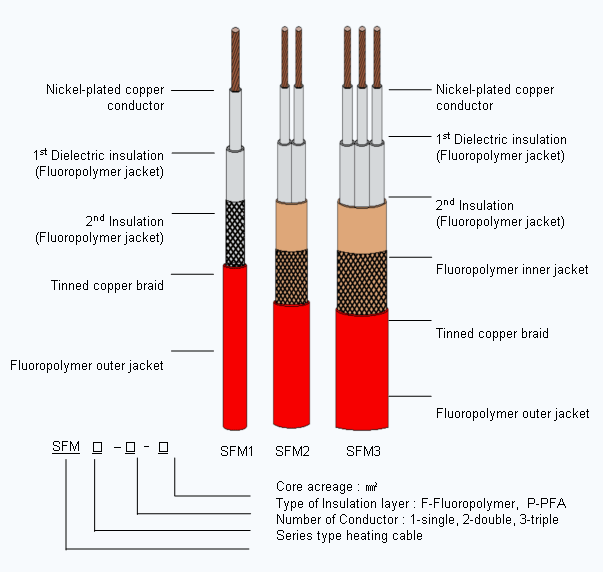 Nickel-plated copper
conductor
1st Dielectric insulation
(Fluoropolymer jacket)
2nd Insulation
(Fluoropolymer jacket)
Tinned copper braid
Fluoropolymer outer jacket
Nickel-plated copper
conductor
1st Dielectric insulation
(Fluoropolymer jacket)
2nd Insulation
(Fluoropolymer jacket)
Fluoropolymer inner jacket
Tinned copper braid
Fluoropolymer outer jacket
SFM1 SFM2 SFM3
SFM □ - □ - □
Core acreage : ㎟
Type of Insulation layer : F-Fluoropolymer, P-PFA
Number of Conductor : 1-single, 2-double, 3-triple
Series type heating cable